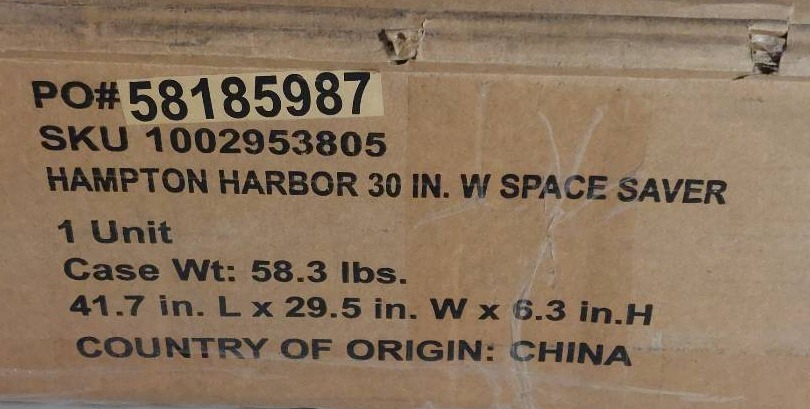 PO# 58185987
SKU 1002953805
HAMPTON HARBOR 30 IN. W SPACE SAVER
1 Unit
Case Wt: 58.3 lbs.
41.7 in. L x 29.5 in. W x 6.3 in.H
COUNTRY OF ORIGIN: CHINA